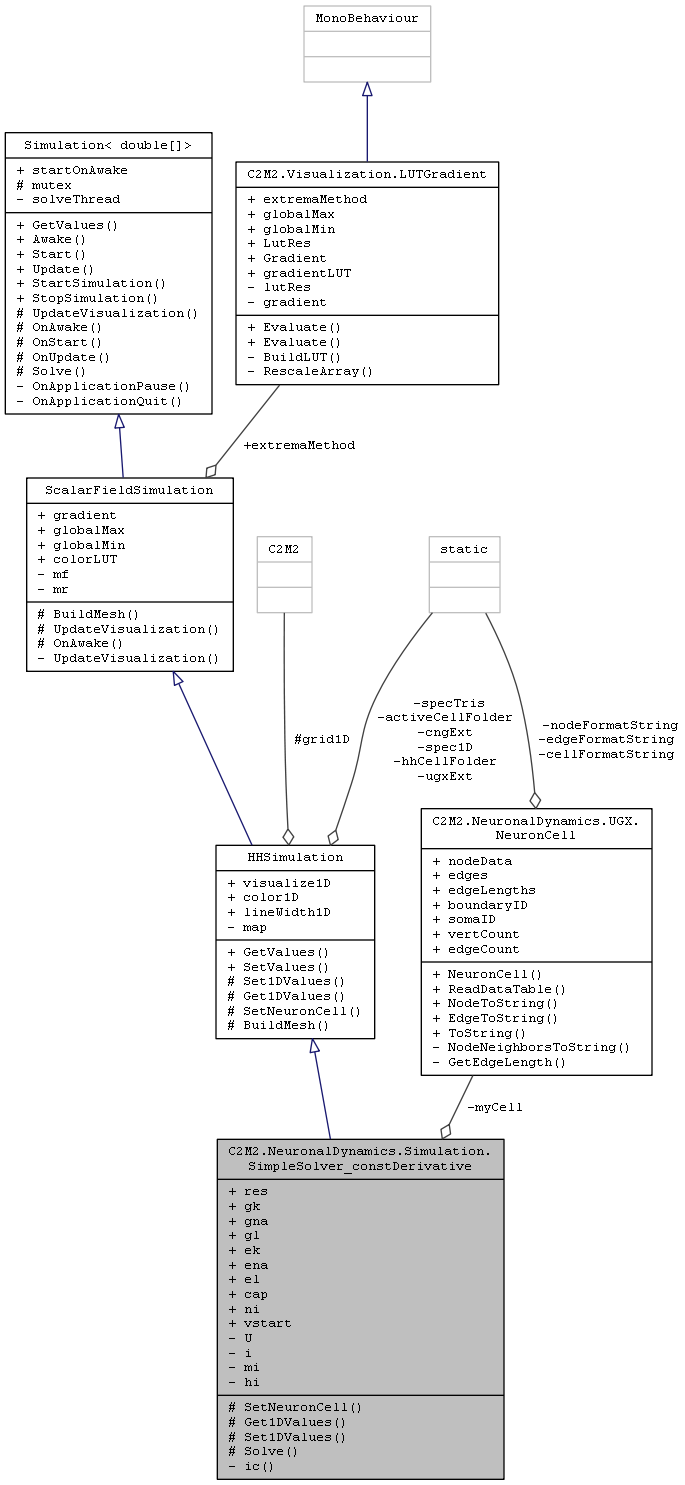 MonoBehaviour
Simulation< double[]>
+ startOnAwake
# mutex
- solveThread
+ GetValues()
+ Awake()
+ Start()
+ Update()
+ StartSimulation()
+ StopSimulation()
# UpdateVisualization()
# OnAwake()
# OnStart()
# OnUpdate()
# Solve()
- OnApplicationPause()
- OnApplicationQuit()
C2M2.Visualization.LUTGradient
+ extremaMethod
+ globalMax
+ globalMin
+ LutRes
+ Gradient
+ gradientLUT
- lutRes
- gradient
+ Evaluate()
+ Evaluate()
- BuildLUT()
- RescaleArray()
+extremaMethod
ScalarFieldSimulation
+ gradient
+ globalMax
+ globalMin
+ colorLUT
- mf
- mr
# BuildMesh()
# UpdateVisualization()
# OnAwake()
- UpdateVisualization()
C2M2
static
#grid1D
-specTris
-activeCellFolder
-cngExt
-spec1D
-hhCellFolder
-ugxExt
-nodeFormatString
-edgeFormatString
-cellFormatString
HHSimulation
+ visualize1D
+ color1D
+ lineWidth1D
- map
+ GetValues()
+ SetValues()
# Set1DValues()
# Get1DValues()
# SetNeuronCell()
# BuildMesh()
C2M2.NeuronalDynamics.UGX.
NeuronCell
+ nodeData
+ edges
+ edgeLengths
+ boundaryID
+ somaID
+ vertCount
+ edgeCount
+ NeuronCell()
+ ReadDataTable()
+ NodeToString()
+ EdgeToString()
+ ToString()
- NodeNeighborsToString()
- GetEdgeLength()
-myCell
C2M2.NeuronalDynamics.Simulation.
SimpleSolver_constDerivative
+ res
+ gk
+ gna
+ gl
+ ek
+ ena
+ el
+ cap
+ ni
+ vstart
- U
- i
- mi
- hi
# SetNeuronCell()
# Get1DValues()
# Set1DValues()
# Solve()
- ic()